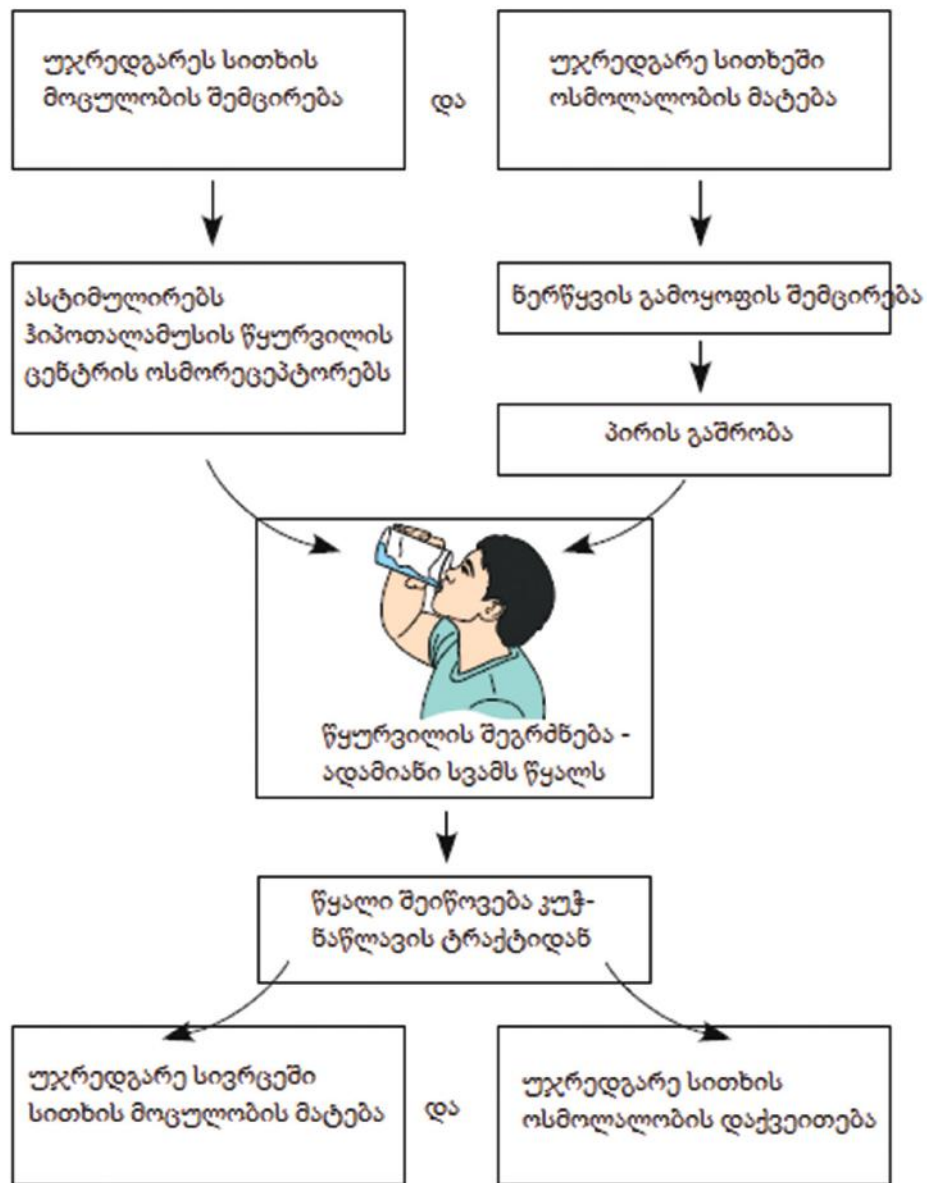 უჯრედგარეს სითხის
მოცულობის შემცირება
და
უჯრედგარე სითხეში
ოსმოლალობის მატება
ასტიმულირებს
ჰიპოთალამუსის წყურვილის
ცენტრის ოსმორეცეპტორებს
ნერწყვის გამოყოფის შემცირება
პირის გაშრობა
წყურვილის შეგრძნება -
ადამიანი სვამს წყალს
წყალი შეიწოვება კუჭ-
ნაწლავის ტრაქტიდან
უჯრედგარე სივრცეში
სითხის მოცულობის მატება
და
უჯრედგარე სითხის
ოსმოლალობის დაქვეითება